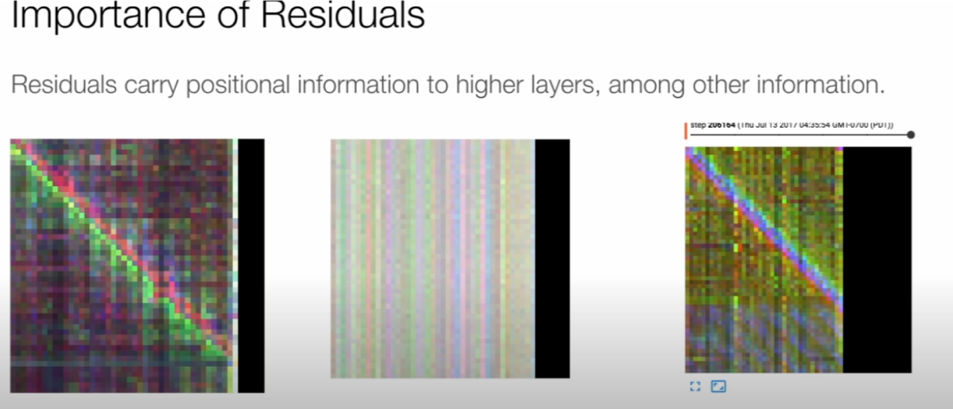 Importance of Residuals
Residuals carry positional information to higher layers, among other information.
step 206164 (Thu Jul 13 2017 04:35:54 GMT-0700 (PDT))